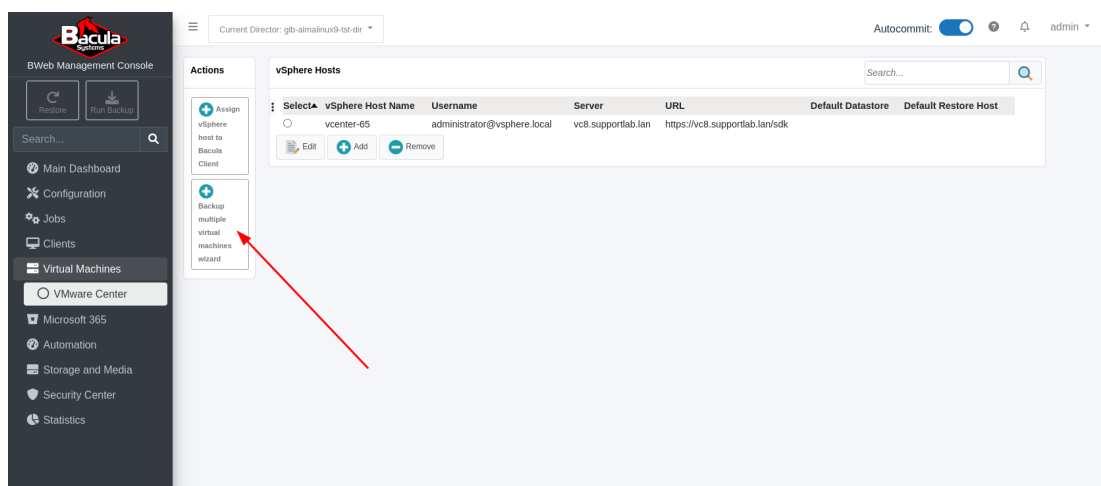 Bacula
Systems
BWeb Management Console
Restore
Run Backup
Search...
Main Dashboard
Configuration
Jobs
Clients
Virtual Machines
VMware Center
Microsoft 365
Automation
Storage and Media
Security Center
Statistics
Current Director: glb-almalinux9-tst-dir
Autocommit:
admin
Actions
Assign
vSphere
host to
Bacula
Client
Backup
multiple
virtual
machines
wizard
vSphere Hosts
Search...
Select vSphere Host Name Username Server URL Default Datastore Default Restore Host
vcenter-65 administrator@vsphere.local vc8.supportlab.lan https://vc8.supportlab.lan/sdk
Edit Add Remove